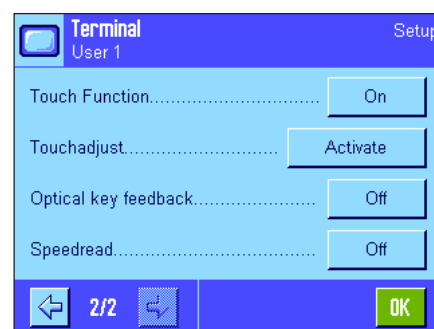 Terminal Setup
User 1
Touch Function................................. On
Touchadjust........................... Activate
Optical key feedback....................... Off
Speedread....................................... Off
2/2 OK